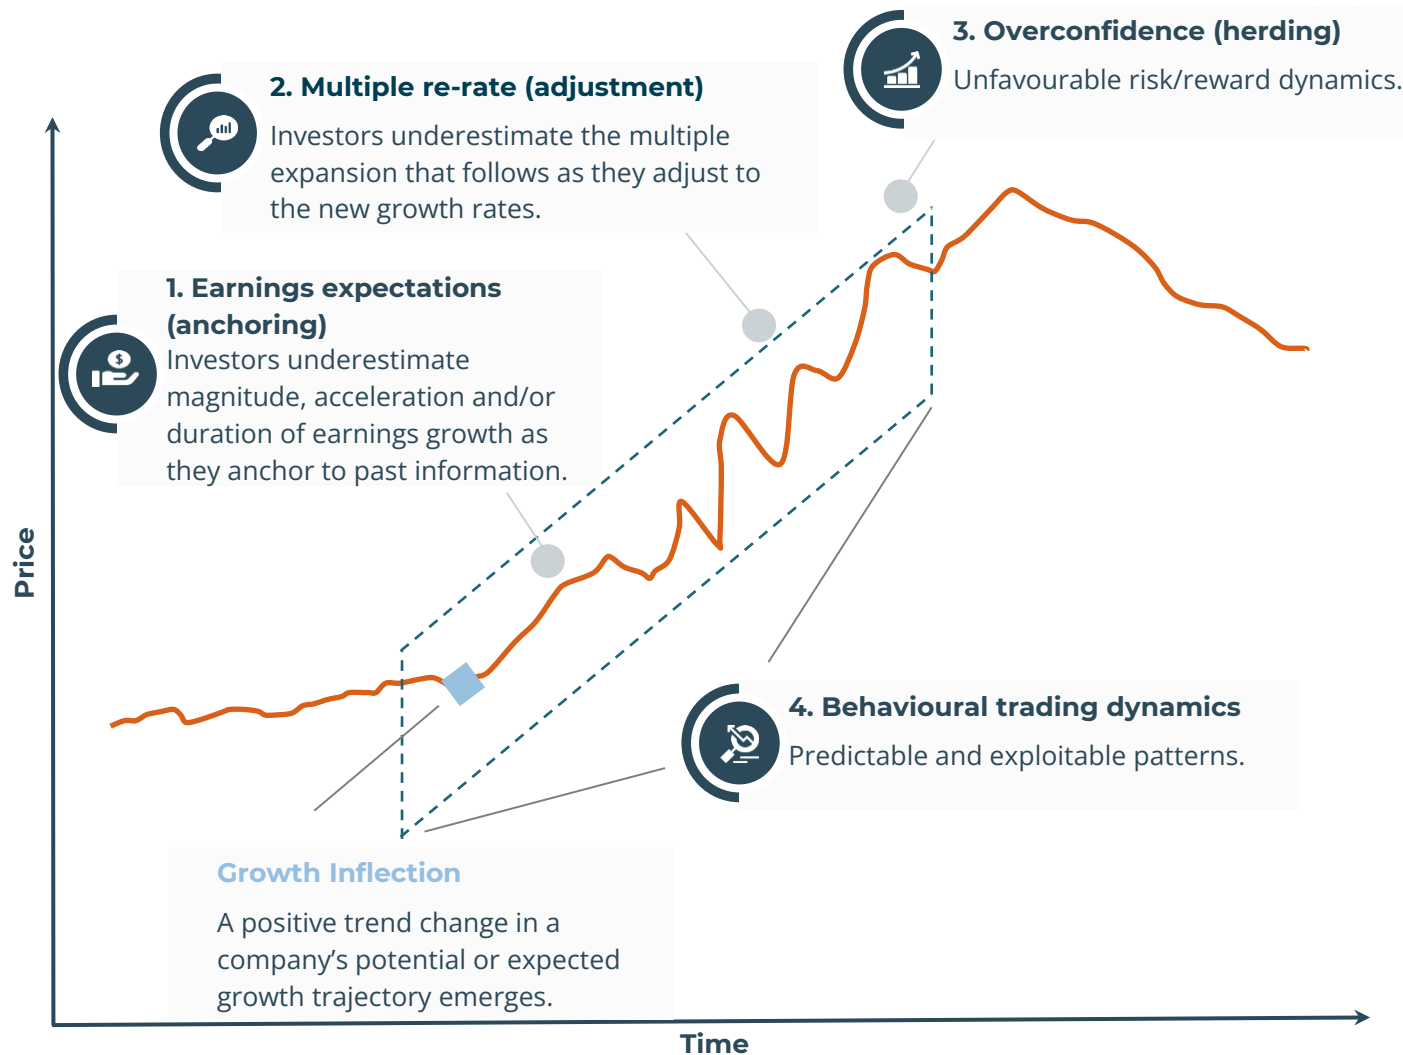 3. Overconfidence (herding)
Unfavourable risk/reward dynamics.
2. Multiple re-rate (adjustment)
Investors underestimate the multiple
expansion that follows as they adjust to
the new growth rates.
1. Earnings expectations
(anchoring)
Investors underestimate
magnitude, acceleration and/or
duration of earnings growth as
they anchor to past information.
$
Price
4. Behavioural trading dynamics
Predictable and exploitable patterns.
Growth Inflection
A positive trend change in a
company’s potential or expected
growth trajectory emerges.
Time